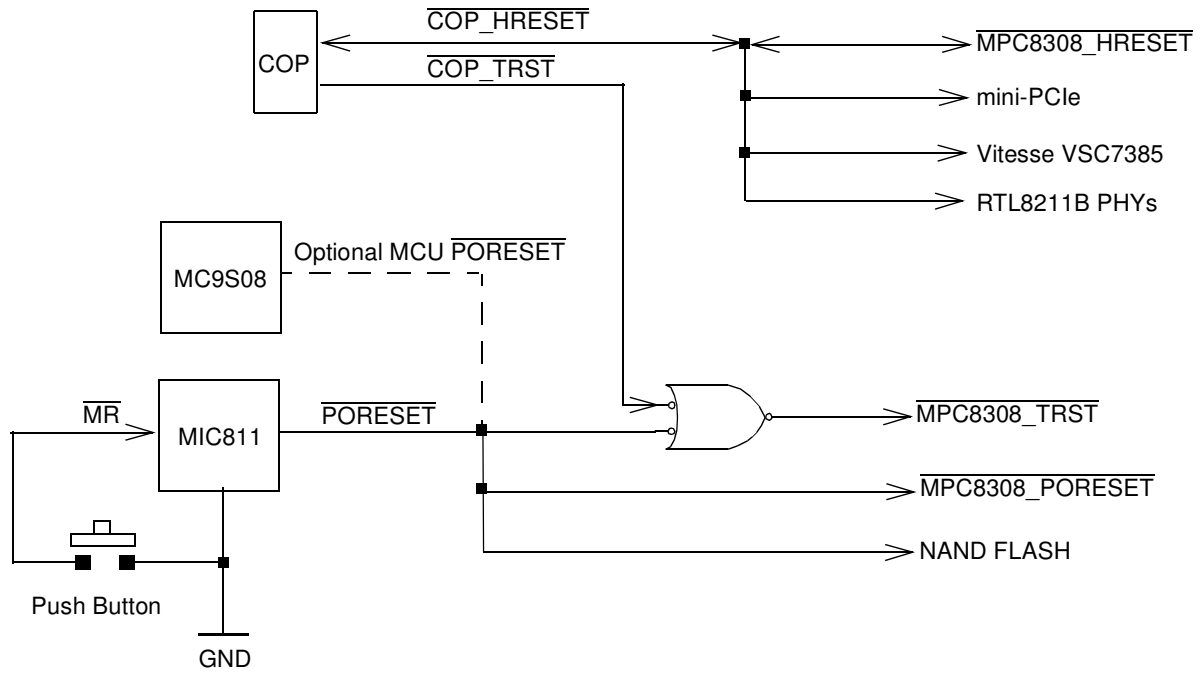 COP_HRESET
MPC8308_HRESET
COP
COP_TRST
mini-PCIe
Vitesse VSC7385
RTL8211B PHYs
Optional MCU PORESET
MC9S08
MR
PORESET
MPC8308_TRST
MIC811
MPC8308_PORESET
NAND FLASH
Push Button
GND